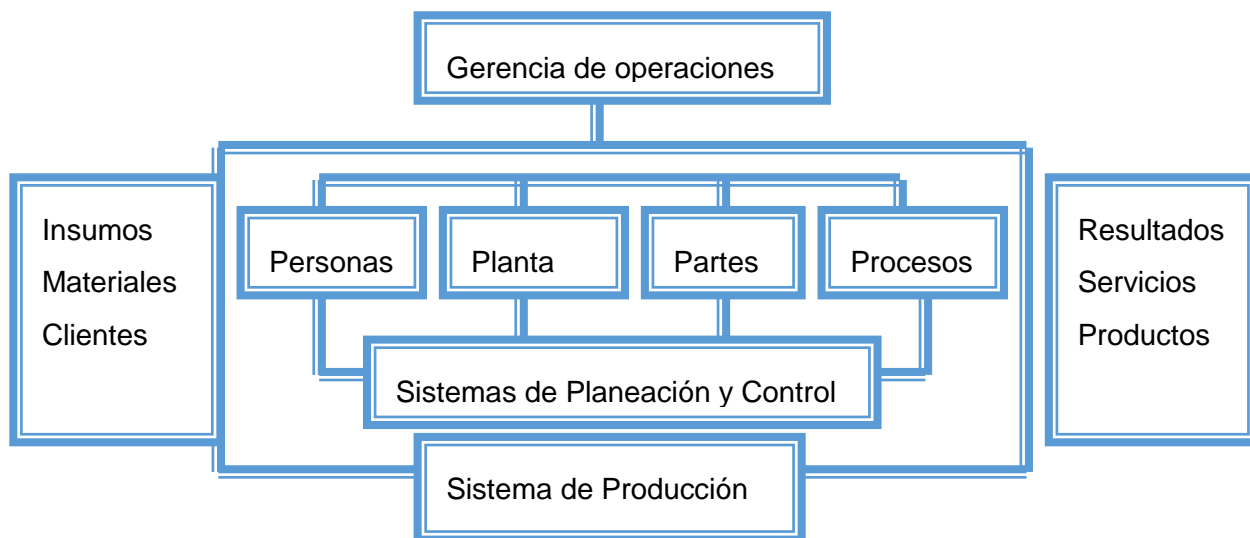 Gerencia de operaciones
Insumos
Materiales
Clientes
Personas
Planta
Partes
Procesos
Sistemas de Planeación y Control
Sistema de Producción
Resultados
Servicios
Productos